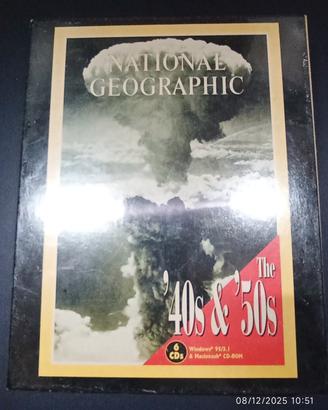 NATIONAL
GEOGRAPHIC
The
'40s & '50s
6
CDs
Windows® 95/3.1
& Macintosh® CD-ROM
08/12/2025 10:51